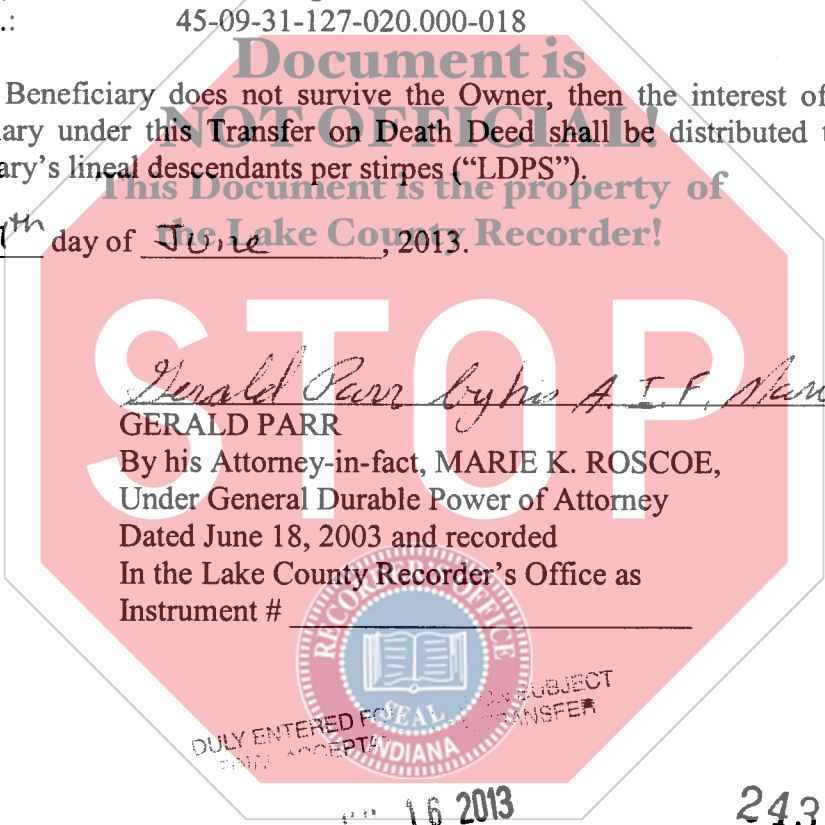 .: 45-09-31-127-020.000-018
Document is
Beneficiary does not survive the Owner, then the interest of
NOT OFFICIAL!
ary under this Transfer on Death Deed shall be distributed
ary's lineal descendants per stirpes ("LDPS").
This Document is the property of
the Lake County Recorder!
th day of June, 2013.
STOP
Gerald Parr by his A.I.F. Mar
GERALD PARR
By his Attorney-in-fact, MARIE K. ROSCOE,
Under General Durable Power of Attorney
Dated June 18, 2003 and recorded
In the Lake County Recorder's Office as
Instrument #
RECORDER'S OFFICE
SEAL
INDIANA
DULY ENTERED SUBJECT
TRANSFER
16 2013
243